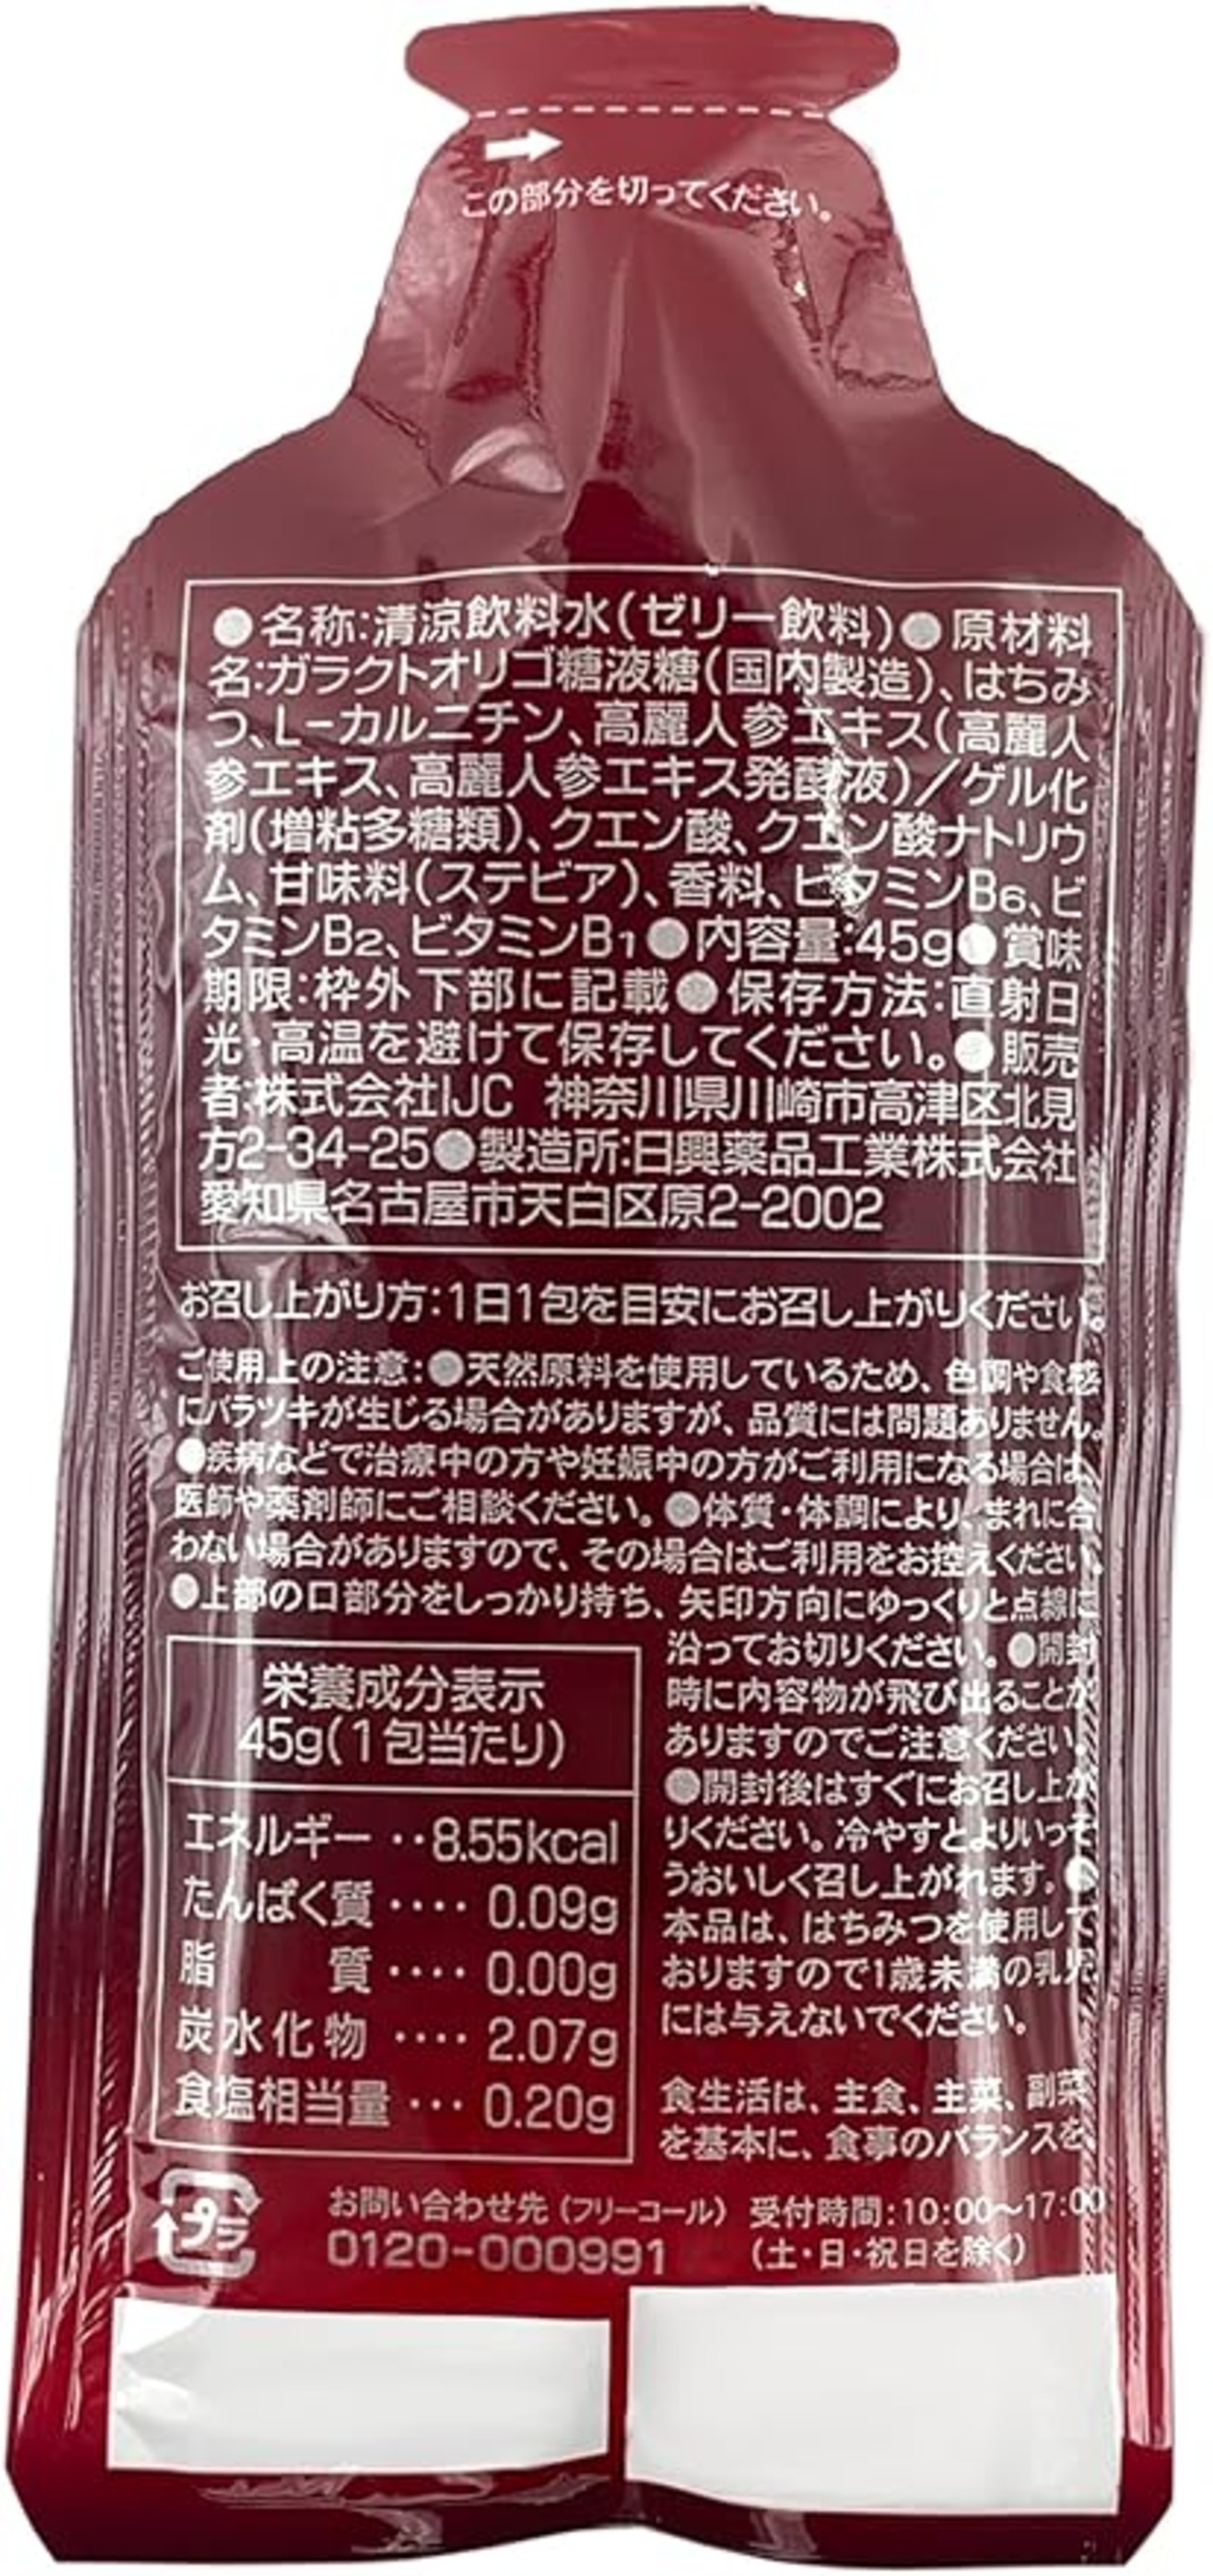 この部分を切ってください。
●名称:清涼飲料水(ゼリー飲料)●原材料
名:ガラクトオリゴ糖液糖(国内製造)、はちみ
つ、L-カルニチン、高麗人参エキス(高麗人
参エキス、高麗人参エキス発酵液)/ゲル化
剤(増粘多糖類)、クエン酸、クエン酸ナトリウ
ム、甘味料(ステビア)、香料、ビタミンB6、ビ
タミンB2、ビタミンB1●内容量:45g●賞味
期限:枠外下部に記載●保存方法:直射日
光・高温を避けて保存してください。●販売
者:株式会社IJC 神奈川県川崎市高津区北見
方2-34-25●製造所:日興薬品工業株式会社
愛知県名古屋市天白区原2-2002
お召し上がり方:1日1包を目安にお召し上がりください。
ご使用上の注意:●天然原料を使用しているため、色調や食感
にバラツキが生じる場合がありますが、品質には問題ありません。
●疾病などで治療中の方や妊娠中の方がご利用になる場合は、
医師や薬剤師にご相談ください。●体質・体調により、まれに合
わない場合がありますので、その場合はご利用をお控えください。
●上部の口部分をしっかり持ち、矢印方向にゆっくりと点線に
沿ってお切りください。●開封
時に内容物が飛び出ることが
ありますのでご注意ください。
●開封後はすぐにお召し上が
りください。冷やすとよりいっそ
うおいしく召し上がれます。●
本品は、はちみつを使用して
おりますので1歳未満の乳児
には与えないでください。
食生活は、主食、主菜、副菜
を基本に、食事のバランスを。
栄養成分表示
45g(1包当たり)
エネルギー‥8.55kcal
たんぱく質‥‥0.09g
脂 質‥‥0.00g
炭水化物‥‥2.07g
食塩相当量…0.20g
プラ
お問い合わせ先(フリーコール) 受付時間:10:00~17:00
0120-000991 (土・日・祝日を除く)